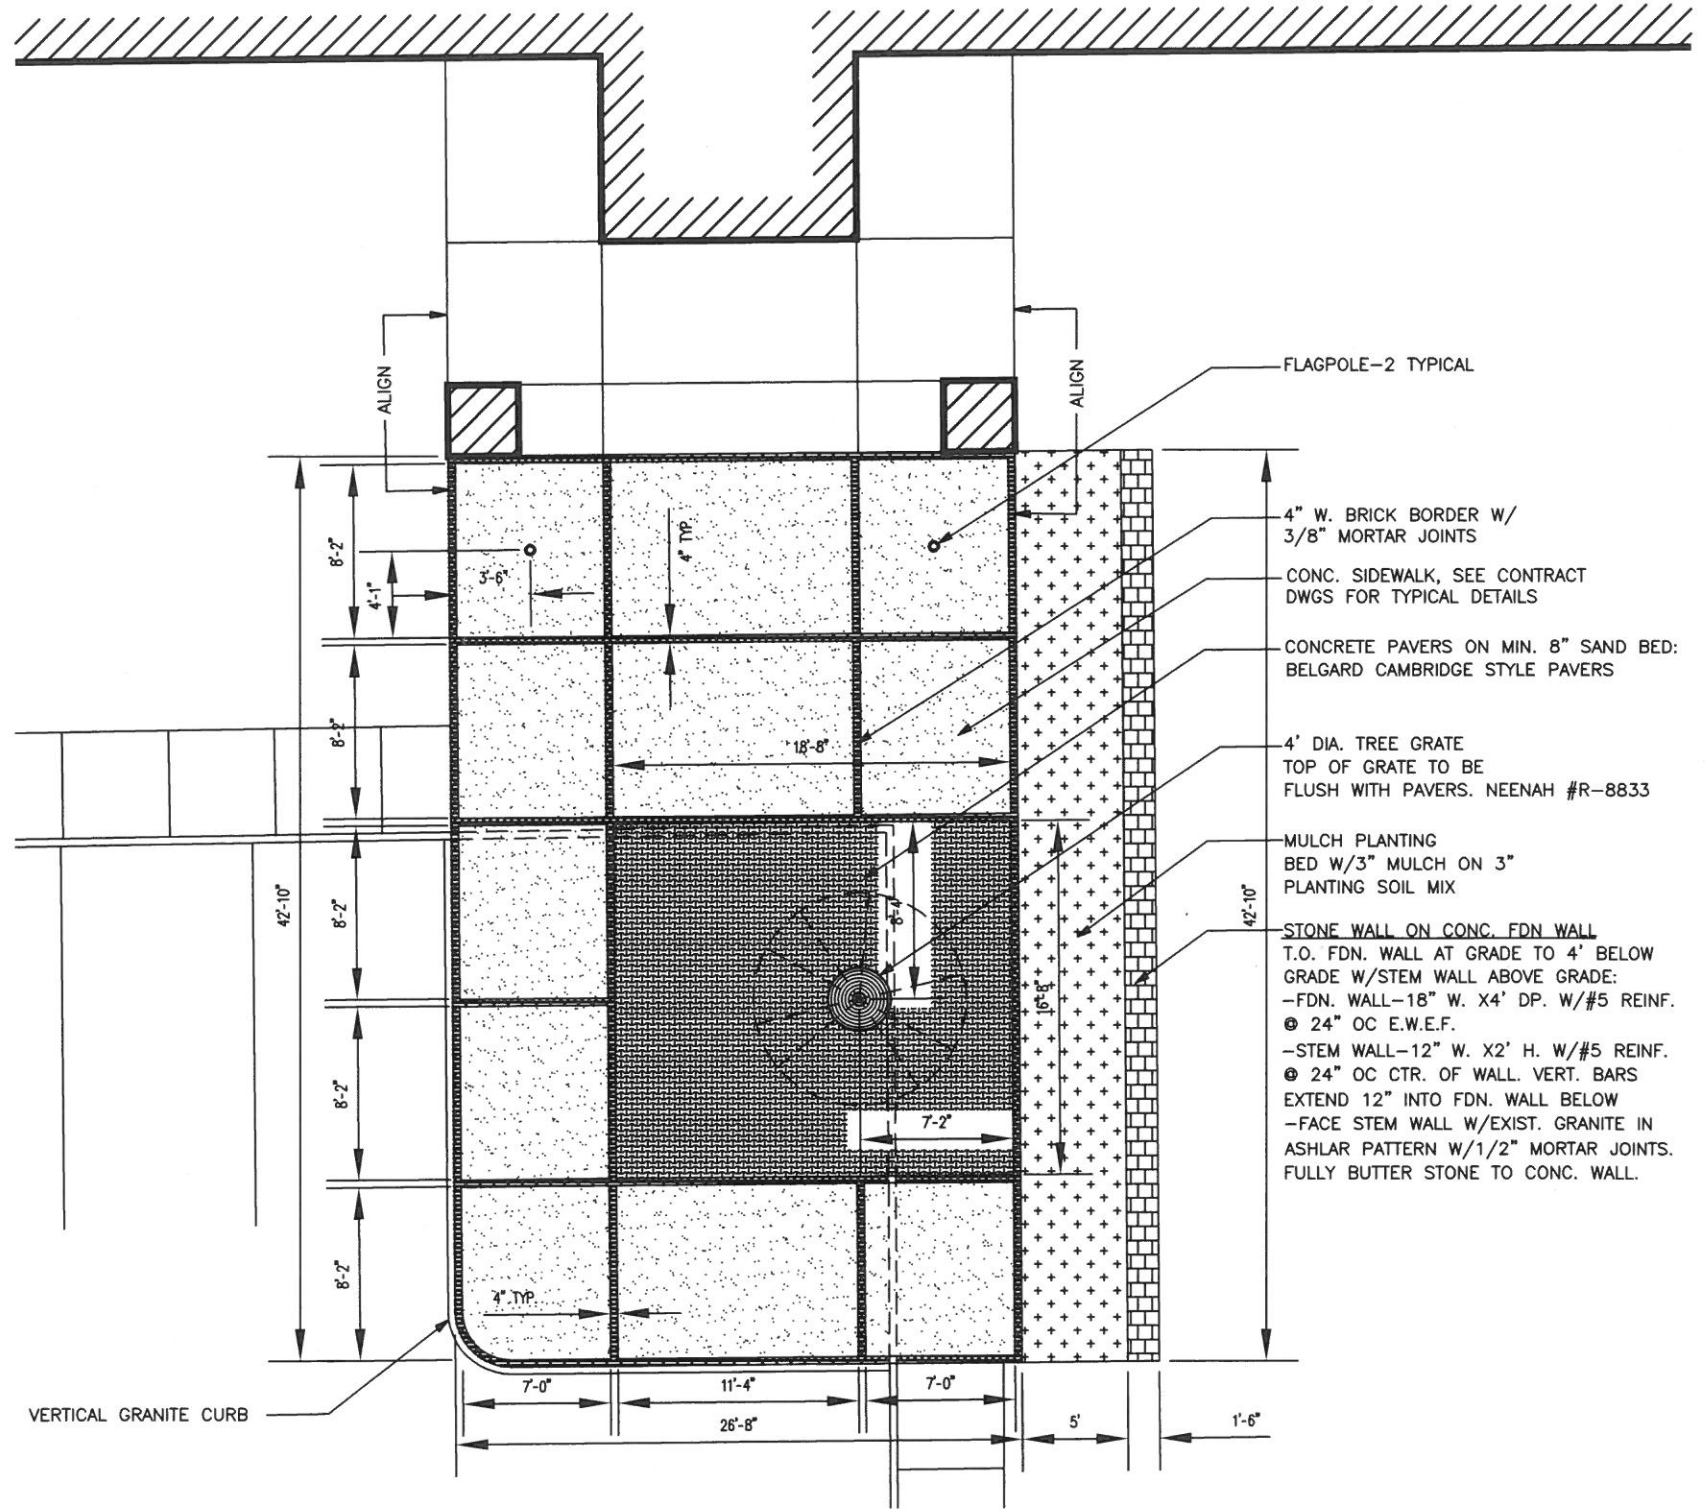 ALIGN
ALIGN
FLAGPOLE-2 TYPICAL
8'-2"
4'-1"
3'-6"
4" TYP
4" W. BRICK BORDER W/
3/8" MORTAR JOINTS
CONC. SIDEWALK, SEE CONTRACT
DWGS FOR TYPICAL DETAILS
CONCRETE PAVERS ON MIN. 8" SAND BED:
BELGARD CAMBRIDGE STYLE PAVERS
8'-2"
18'-8"
4' DIA. TREE GRATE
TOP OF GRATE TO BE
FLUSH WITH PAVERS. NEENAH #R-8833
MULCH PLANTING
BED W/3" MULCH ON 3"
PLANTING SOIL MIX
42'-10"
8'-2"
8'-4"
16'-8"
42'-10"
STONE WALL ON CONC. FDN WALL
T.O. FDN. WALL AT GRADE TO 4' BELOW
GRADE W/STEM WALL ABOVE GRADE:
-FDN. WALL-18" W. X4' DP. W/#5 REINF.
@ 24" OC E.W.E.F.
-STEM WALL-12" W. X2' H. W/#5 REINF.
@ 24" OC CTR. OF WALL. VERT. BARS
EXTEND 12" INTO FDN. WALL BELOW
-FACE STEM WALL W/EXIST. GRANITE IN
ASHLAR PATTERN W/1/2" MORTAR JOINTS.
FULLY BUTTER STONE TO CONC. WALL.
8'-2"
7'-2"
8'-2"
4" TYP.
VERTICAL GRANITE CURB
7'-0"
11'-4"
7'-0"
26'-8"
5'
1'-6"